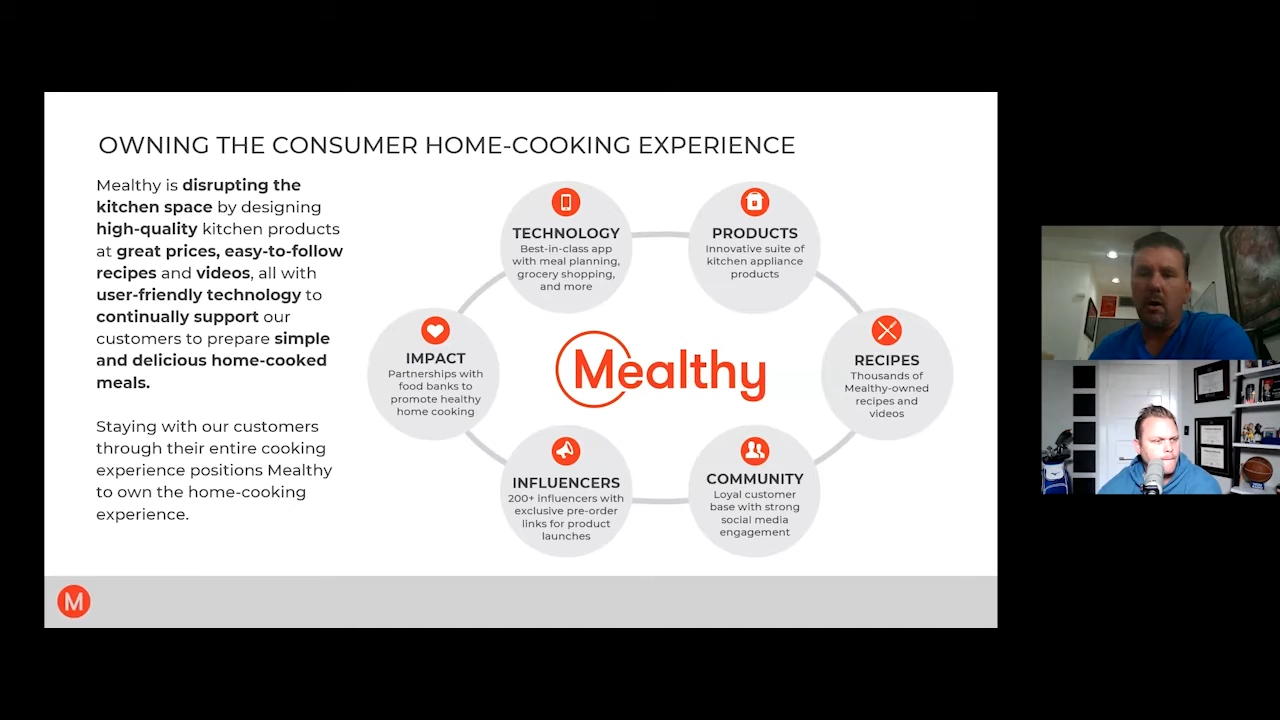 OWNING THE CONSUMER HOME-COOKING EXPERIENCE
Mealthy is disrupting the
kitchen space by designing
high-quality kitchen products
at great prices, easy-to-follow
recipes and videos, all with
user-friendly technology to
continually support our
customers to prepare simple
and delicious home-cooked
meals.
Staying with our customers
through their entire cooking
experience positions Mealthy
to own the home-cooking
experience.
TECHNOLOGY
Best-in-class app
with meal planning,
grocery shopping,
and more
PRODUCTS
Innovative suite of
kitchen appliance
products
IMPACT
Partnerships with
food banks to
promote healthy
home cooking
Mealthy
RECIPES
Thousands of
Mealthy-owned
recipes and
videos
INFLUENCERS
200+ influencers with
exclusive pre-order
links for product
launches
COMMUNITY
Loyal customer
base with strong
social media
engagement
M